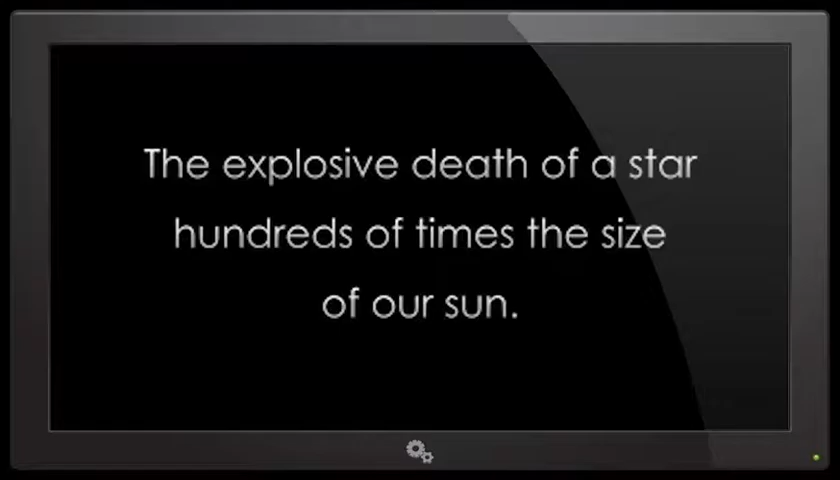 The explosive death of a star
hundreds of times the size
of our sun.